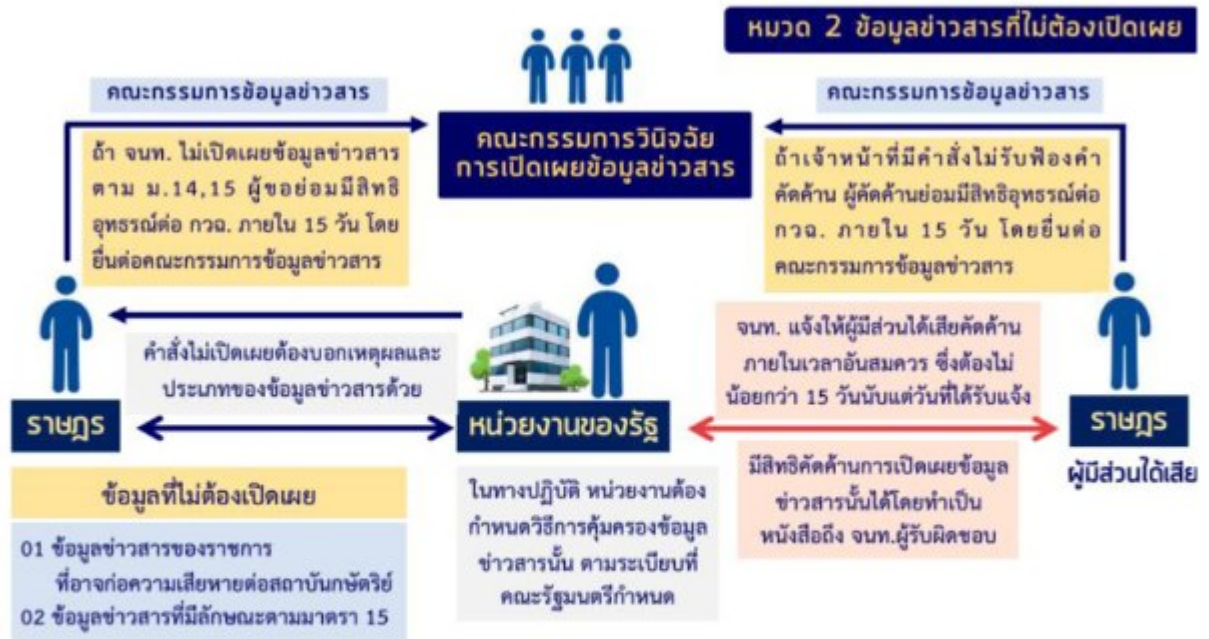 หมวด 2 ข้อมูลข่าวสารที่ไม่ต้องเปิดเผย
คณะกรรมการข้อมูลข่าวสาร
ถ้า จนท. ไม่เปิดเผยข้อมูลข่าวสาร
ตาม ม.14,15 ผู้ขอย่อมมีสิทธิ
อุทธรณ์ต่อ กวฉ. ภายใน 15 วัน โดย
ยื่นต่อคณะกรรมการข้อมูลข่าวสาร
คณะกรรมการวินิจฉัย
การเปิดเผยข้อมูลข่าวสาร
คณะกรรมการข้อมูลข่าวสาร
ถ้าเจ้าหน้าที่มีคำสั่งไม่รับฟังคำ
คัดค้าน ผู้คัดค้านย่อมมีสิทธิอุทธรณ์ต่อ
กวฉ. ภายใน 15 วัน โดยยื่นต่อ
คณะกรรมการข้อมูลข่าวสาร
คำสั่งไม่เปิดเผยต้องบอกเหตุผลและ
ประเภทของข้อมูลข่าวสารด้วย
จนท. แจ้งให้ผู้มีส่วนได้เสียคัดค้าน
ภายในเวลาอันสมควร ซึ่งต้องไม่
น้อยกว่า 15 วันนับแต่วันที่ได้รับแจ้ง
ราษฎร
หน่วยงานของรัฐ
ราษฎร
ผู้มีส่วนได้เสีย
ข้อมูลที่ไม่ต้องเปิดเผย
01 ข้อมูลข่าวสารของราชการ
ที่อาจก่อความเสียหายต่อสถาบันกษัตริย์
02 ข้อมูลข่าวสารที่มีลักษณะตามมาตรา 15
ในทางปฏิบัติ หน่วยงานต้อง
กำหนดวิธีการคุ้มครองข้อมูล
ข่าวสารนั้น ตามระเบียบที่
คณะรัฐมนตรีกำหนด
มีสิทธิคัดค้านการเปิดเผยข้อมูล
ข่าวสารนั้นได้โดยทำเป็น
หนังสือถึง จนท.ผู้รับผิดชอบ